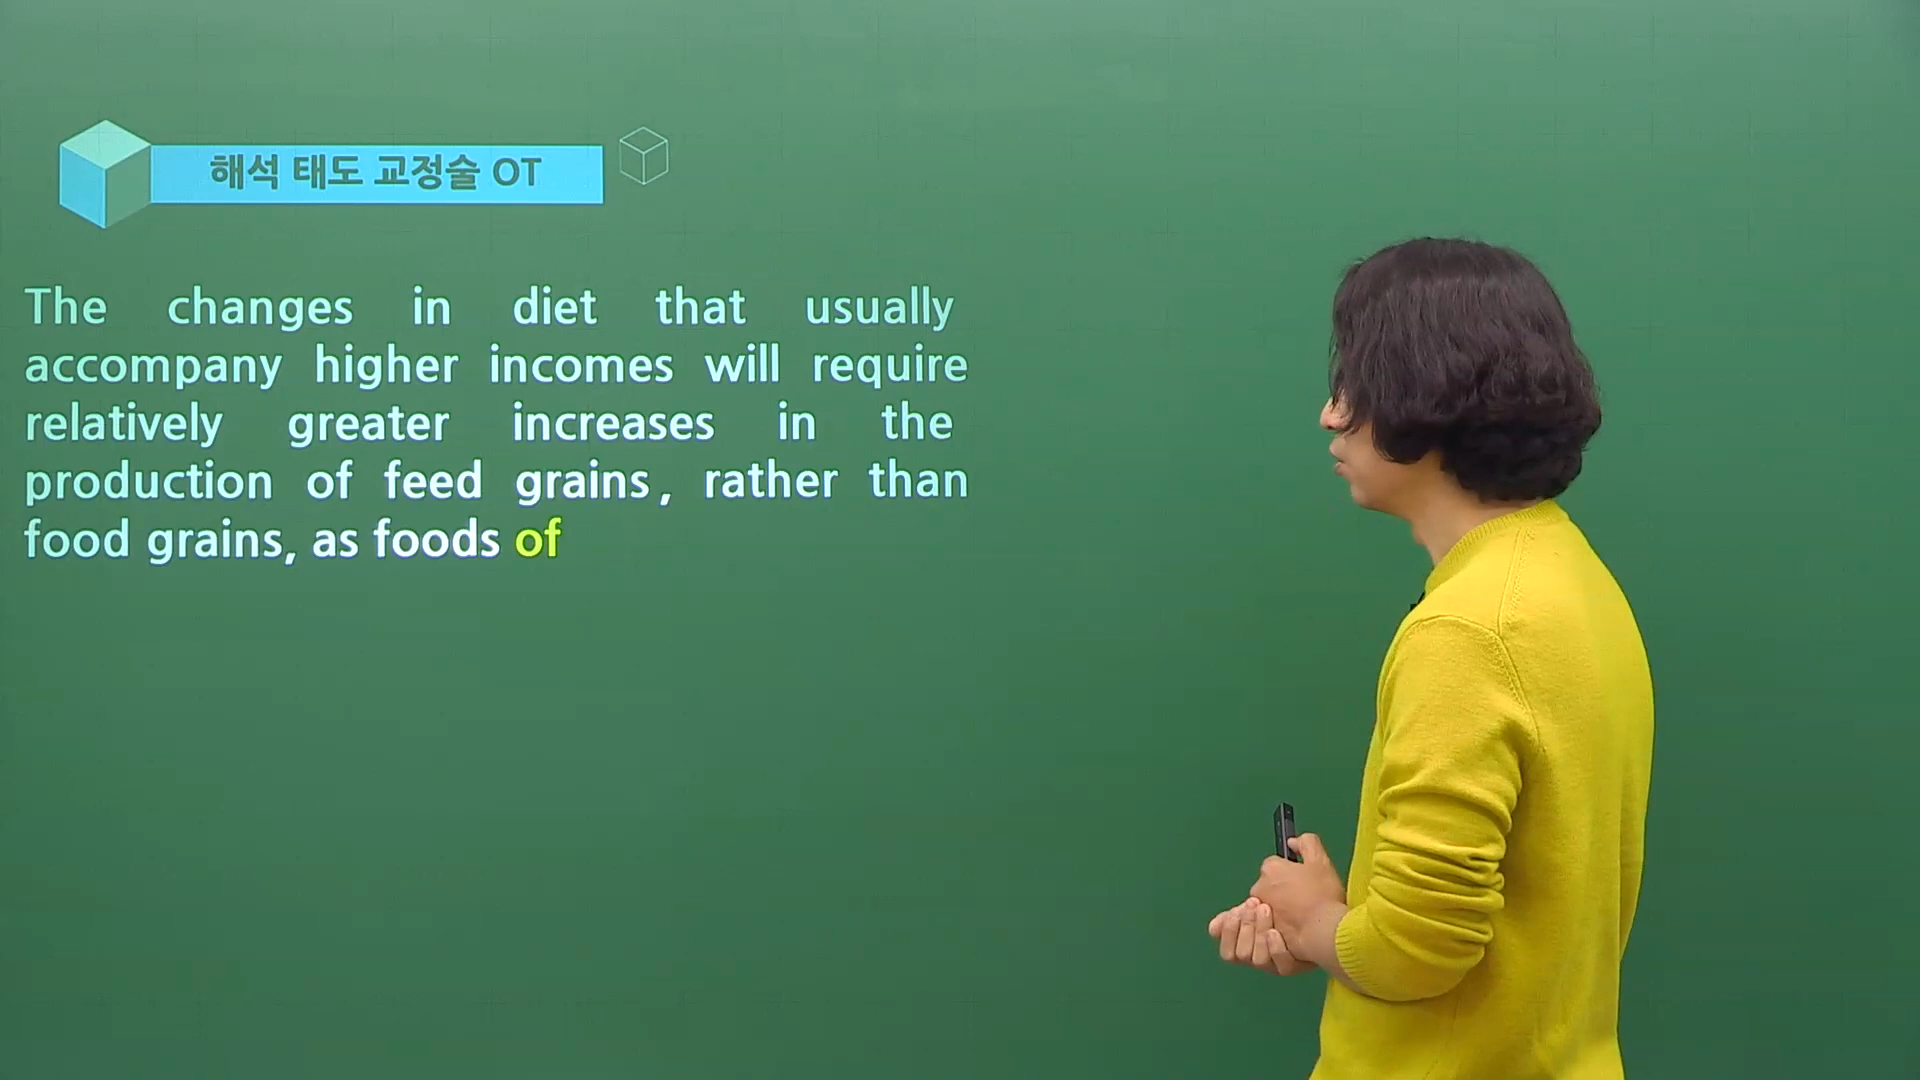 해석 태도 교정술 OT
The changes in diet that usually
accompany higher incomes will require
relatively greater increases in the
production of feed grains, rather than
food grains, as foods of